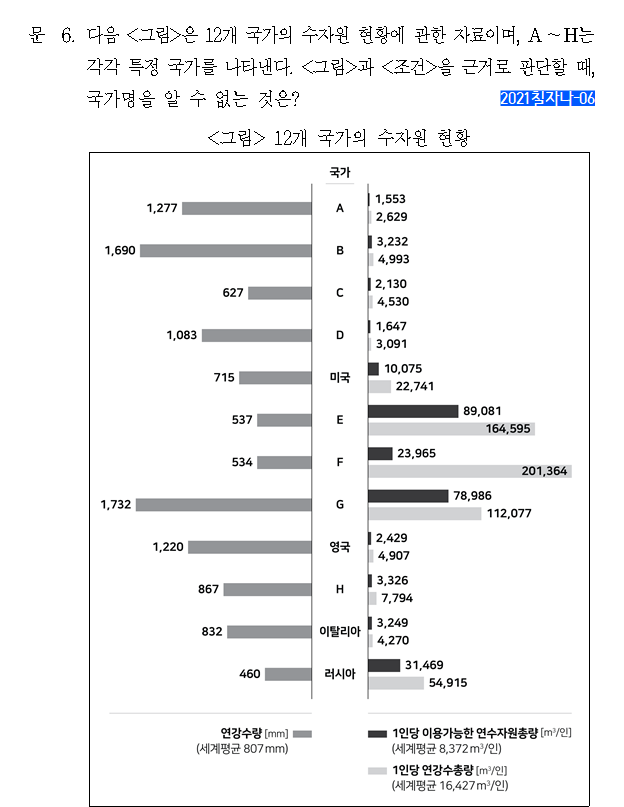 문 6. 다음 <그림>은 12개 국가의 수자원 현황에 관한 자료이며, A~H는
각각 특정 국가를 나타낸다. <그림>과 <조건>을 근거로 판단할 때,
국가명을 알 수 없는 것은? 2021칠자나-06
<그림> 12개 국가의 수자원 현황
국가
1,277 A 1,553
2,629
1,690 B 3,232
4,993
627 C 2,130
4,530
1,083 D 1,647
3,091
715 미국 10,075
22,741
537 E 89,081
164,595
534 F 23,965
201,364
1,732 G 78,986
112,077
1,220 영국 2,429
4,907
867 H 3,326
7,794
832 이탈리아 3,249
4,270
460 러시아 31,469
54,915
연강수량 [mm]
(세계평균 807mm)
1인당 이용가능한 연수자원총량 [m³/인]
(세계평균 8,372m³/인)
1인당 연강수총량 [m³/인]
(세계평균 16,427m³/인)